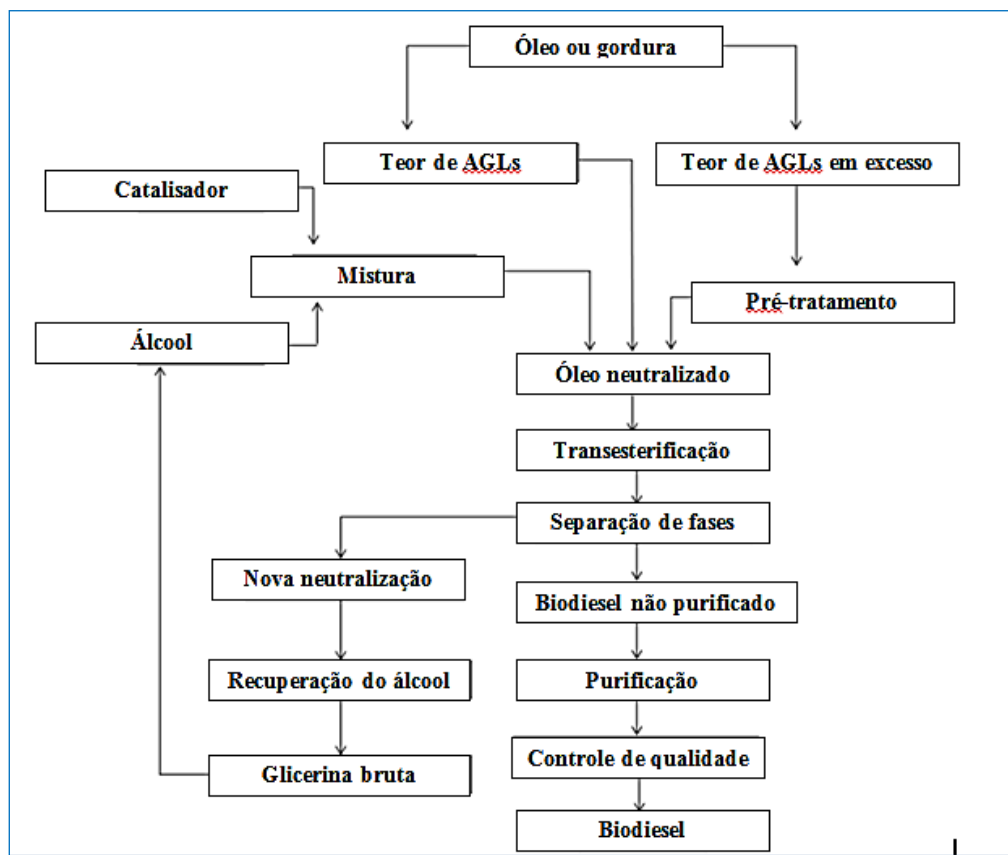 Óleo ou gordura
Teor de AGLs
Teor de AGLs em excesso
Catalisador
Mistura
Pré-tratamento
Álcool
Óleo neutralizado
Transesterificação
Separação de fases
Nova neutralização
Biodiesel não purificado
Recuperação do álcool
Purificação
Controle de qualidade
Glicerina bruta
Biodiesel